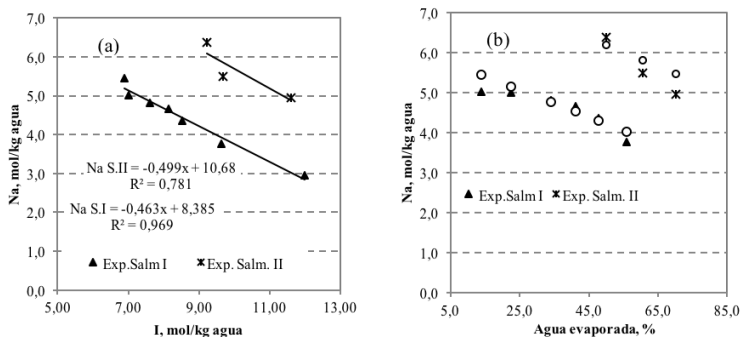 (a)
Na, mol/kg agua
7,0
6,0
5,0
4,0
3,0
2,0
1,0
0,0
Na S.II = -0,499x + 10,68
R² = 0,781
Na S.I = -0,463x + 8,385
R² = 0,969
Exp.Salm I
Exp. Salm. II
5,00 7,00 9,00 11,00 13,00
I, mol/kg agua
(b)
Na, mol/kg agua
7,0
6,0
5,0
4,0
3,0
2,0
1,0
0,0
Exp.Salm I
Exp. Salm. II
5,0 25,0 45,0 65,0 85,0
Agua evaporada, %